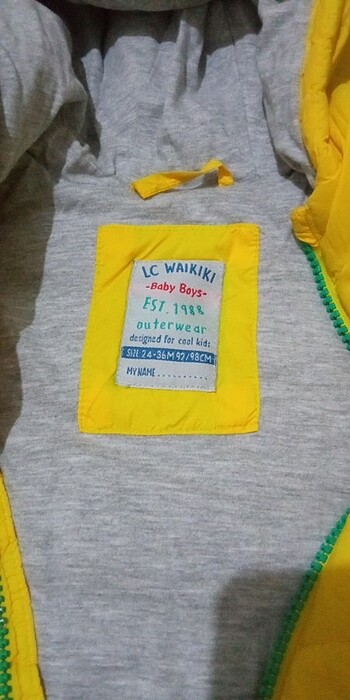 LC WAIKIKI
-Baby Boys-
EST. 1988
outerwear
designed for cool kids
SIZE 24-36M 92/98CM
MY NAME..........